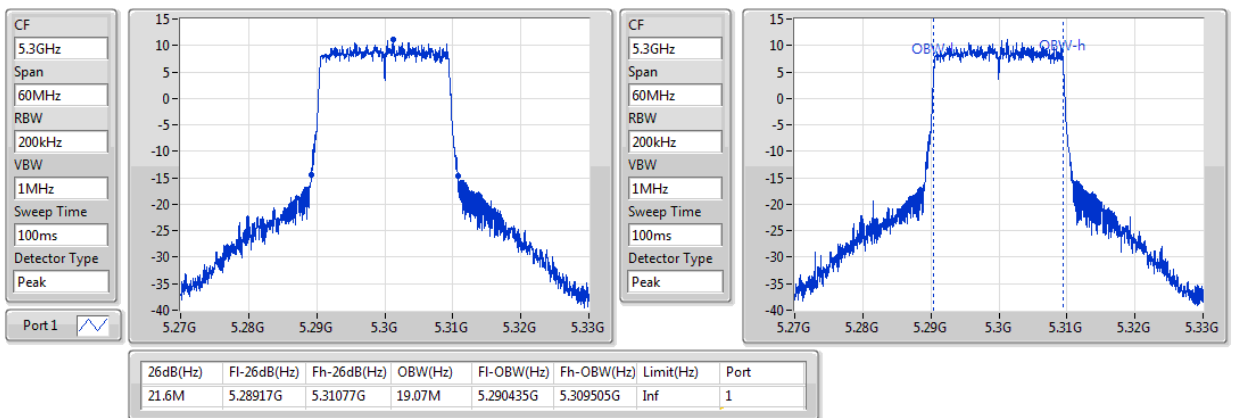 CF
5.3GHz
Span
60MHz
RBW
200kHz
VBW
1MHz
Sweep Time
100ms
Detector Type
Peak
Port 1
15
10
5
0
-5
-10
-15
-20
-25
-30
-35
-40
5.27G 5.28G 5.29G 5.3G 5.31G 5.32G 5.33G
CF
5.3GHz
Span
60MHz
RBW
200kHz
VBW
1MHz
Sweep Time
100ms
Detector Type
Peak
15
10
5
0
-5
-10
-15
-20
-25
-30
-35
-40
OBW-h
5.27G 5.28G 5.29G 5.3G 5.31G 5.32G 5.33G
26dB(Hz) Fl-26dB(Hz) Fh-26dB(Hz) OBW(Hz) Fl-OBW(Hz) Fh-OBW(Hz) Limit(Hz) Port
21.6M 5.28917G 5.31077G 19.07M 5.290435G 5.309505G Inf 1